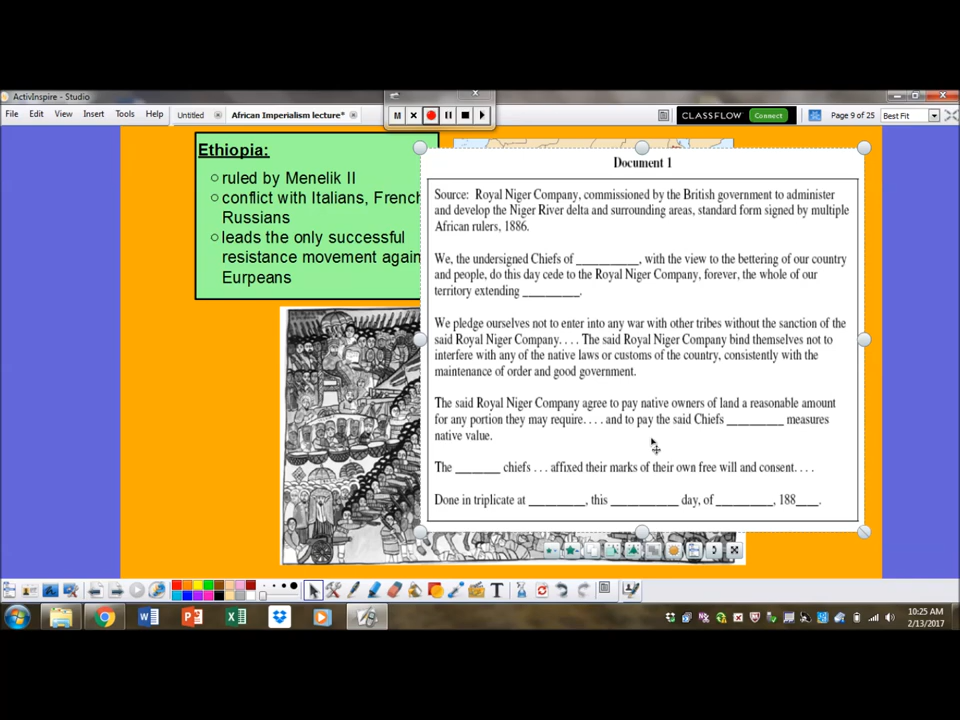 ActivInspire - Studio
File Edit View Insert Tools Help
Untitled
African Imperialism lecture*
CLASSFLOW Connect
Page 9 of 25
Best Fit
Ethiopia:
ruled by Menelik II
conflict with Italians, French
Russians
leads the only successful
resistance movement again
Eurpeans
Document 1
Source: Royal Niger Company, commissioned by the British government to administer
and develop the Niger River delta and surrounding areas, standard form signed by multiple
African rulers, 1886.
We, the undersigned Chiefs of ___________, with the view to the bettering of our country
and people, do this day cede to the Royal Niger Company, forever, the whole of our
territory extending __________.
We pledge ourselves not to enter into any war with other tribes without the sanction of the
said Royal Niger Company. . . . The said Royal Niger Company bind themselves not to
interfere with any of the native laws or customs of the country, consistently with the
maintenance of order and good government.
The said Royal Niger Company agree to pay native owners of land a reasonable amount
for any portion they may require. . . . and to pay the said Chiefs __________ measures
native value.
The ________ chiefs . . . affixed their marks of their own free will and consent. . . .
Done in triplicate at __________, this ____________ day, of __________, 188____.
10:25 AM
2/13/2017